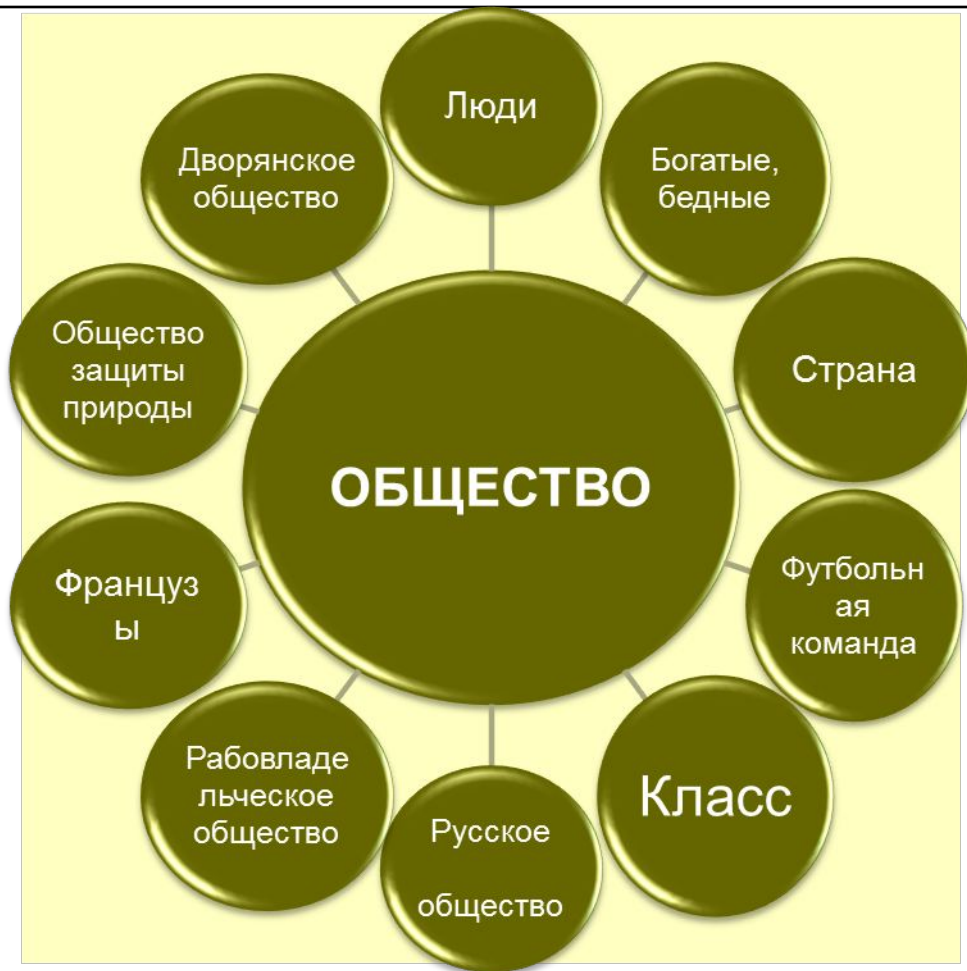 Люди
Богатые,
бедные
Страна
Футбольн
ая
команда
Класс
Русское
общество
Рабовладе
льческое
общество
Француз
ы
Общество
защиты
природы
Дворянское
общество
ОБЩЕСТВО